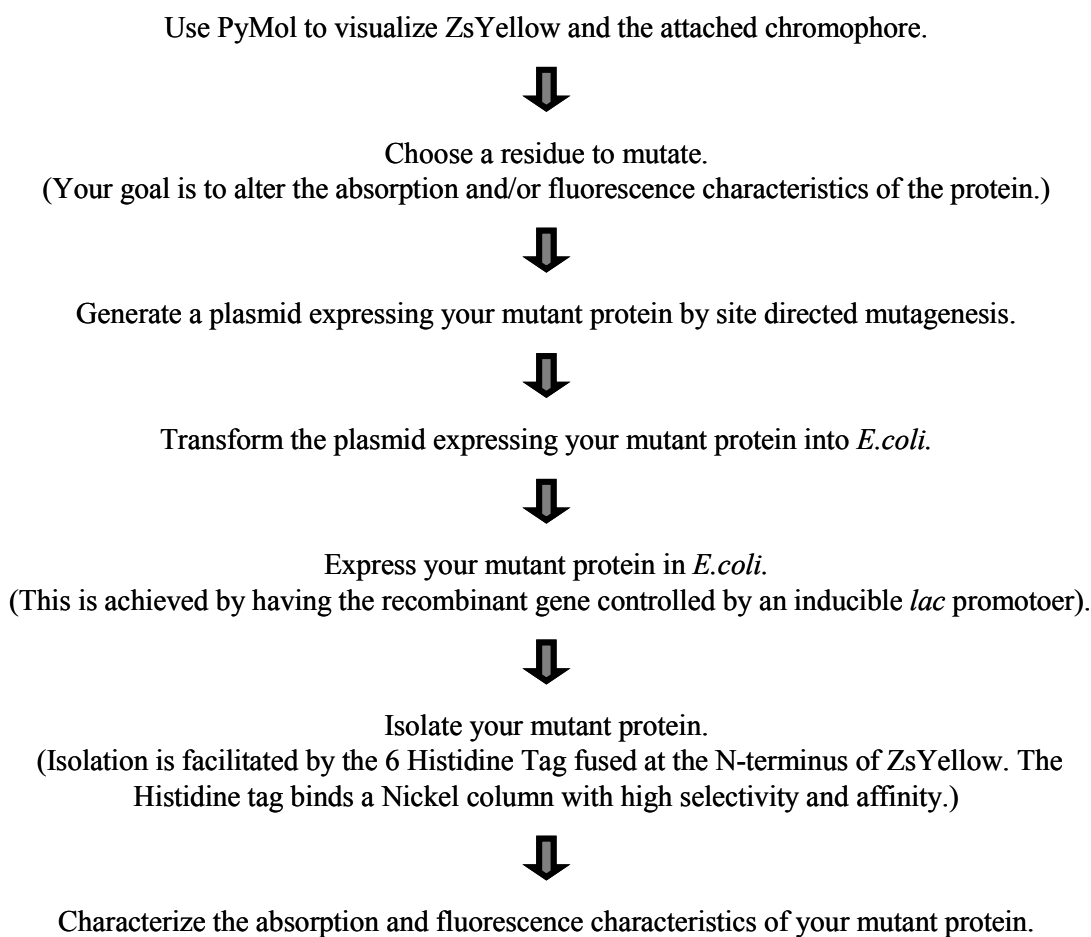 Use PyMol to visualize ZsYellow and the attached chromophore.
Choose a residue to mutate.
(Your goal is to alter the absorption and/or fluorescence characteristics of the protein.)
Generate a plasmid expressing your mutant protein by site directed mutagenesis.
Transform the plasmid expressing your mutant protein into E.coli.
Express your mutant protein in E.coli.
(This is achieved by having the recombinant gene controlled by an inducible lac promotoer).
Isolate your mutant protein.
(Isolation is facilitated by the 6 Histidine Tag fused at the N-terminus of ZsYellow. The
Histidine tag binds a Nickel column with high selectivity and affinity.)
Characterize the absorption and fluorescence characteristics of your mutant protein.